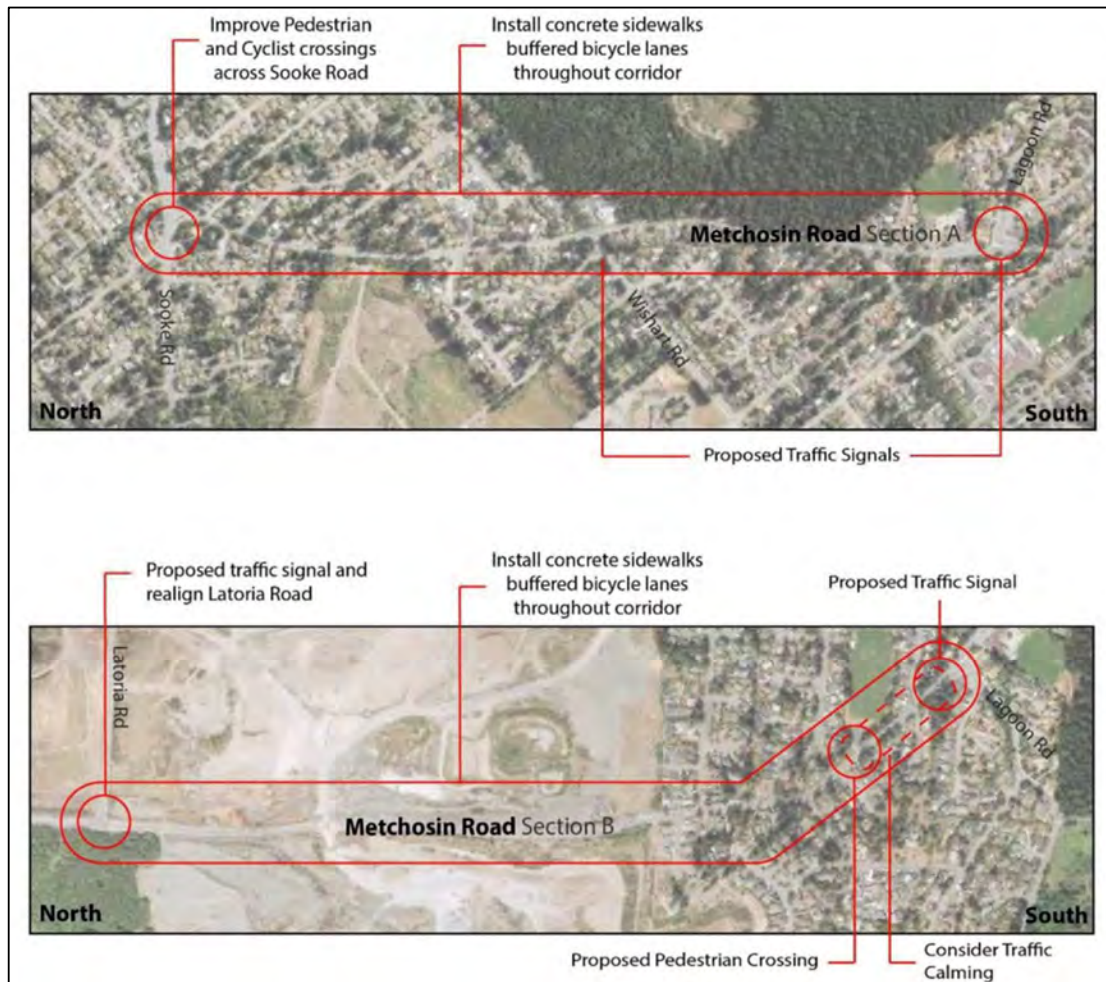 Improve Pedestrian
and Cyclist crossings
across Sooke Road
Install concrete sidewalks
buffered bicycle lanes
throughout corridor
Lagoon Rd
Metchosin Road Section A
Sooke Rd
Wishart Rd
North
South
Proposed Traffic Signals
Proposed traffic signal and
realign Latoria Road
Install concrete sidewalks
buffered bicycle lanes
throughout corridor
Proposed Traffic Signal
Latoria Rd
Lagoon Rd
Metchosin Road Section B
North
South
Proposed Pedestrian Crossing
Consider Traffic
Calming